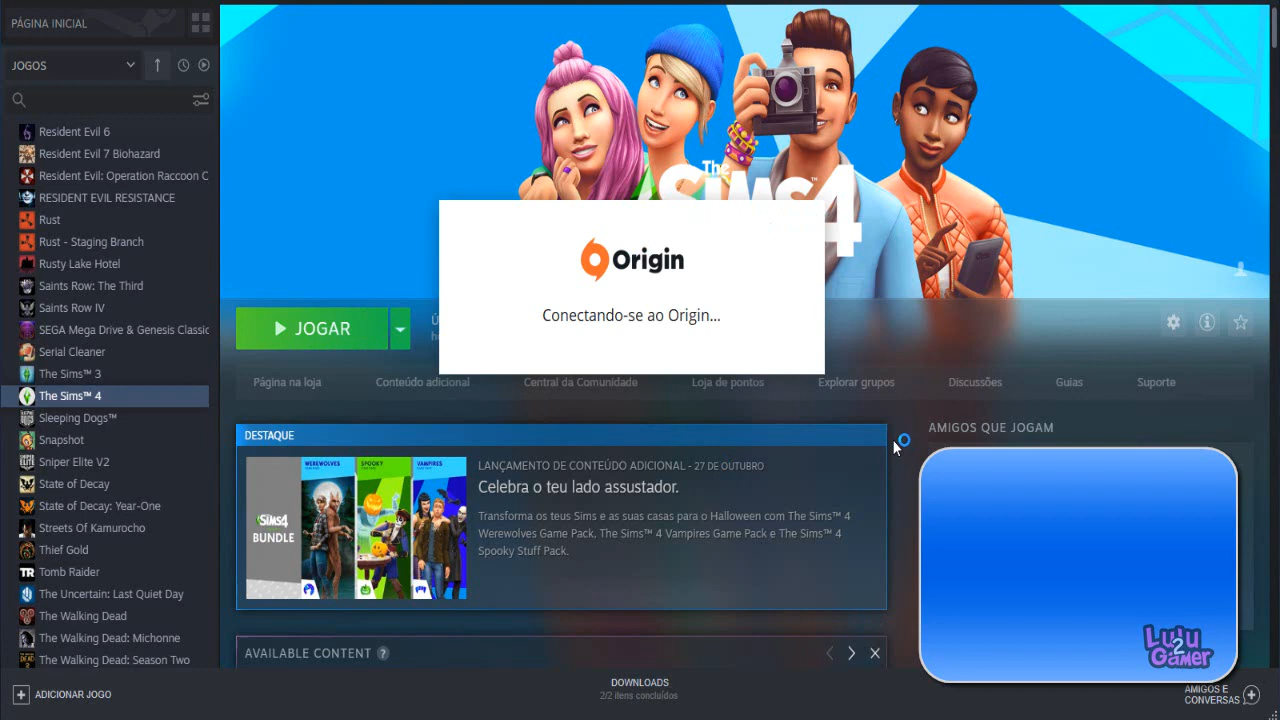 PÁGINA INICIAL
JOGOS
Resident Evil 6
Resident Evil 7 Biohazard
Resident Evil: Operation Raccoon C
RESIDENT EVIL RESISTANCE
Rust
Rust - Staging Branch
Rusty Lake Hotel
Saints Row: The Third
Saints Row IV
SEGA Mega Drive & Genesis Classic
Serial Cleaner
The Sims™ 3
The Sims™ 4
Sleeping Dogs™
Snapshot
Sniper Elite V2
State of Decay
State of Decay: Year-One
Streets Of Kamurocho
Thief Gold
Tomb Raider
The Uncertain: Last Quiet Day
The Walking Dead
The Walking Dead: Michonne
The Walking Dead: Season Two
ADICIONAR JOGO
The
SiMS™4
Origin
Conectando-se ao Origin...
JOGAR
Página na loja
Conteúdo adicional
Central da Comunidade
Loja de pontos
Explorar grupos
Discussões
Guias
Suporte
DESTAQUE
The SiMS4
BUNDLE
WEREWOLVES
SPOOKY
VAMPIRES
LANÇAMENTO DE CONTEÚDO ADICIONAL - 27 DE OUTUBRO
Celebra o teu lado assustador.
Transforma os teus Sims e as suas casas para o Halloween com The Sims™ 4
Werewolves Game Pack, The Sims™ 4 Vampires Game Pack e The Sims™ 4
Spooky Stuff Pack.
AVAILABLE CONTENT ?
AMIGOS QUE JOGAM
Lulu
2
Gamer
DOWNLOADS
2/2 itens concluídos
AMIGOS E
CONVERSAS